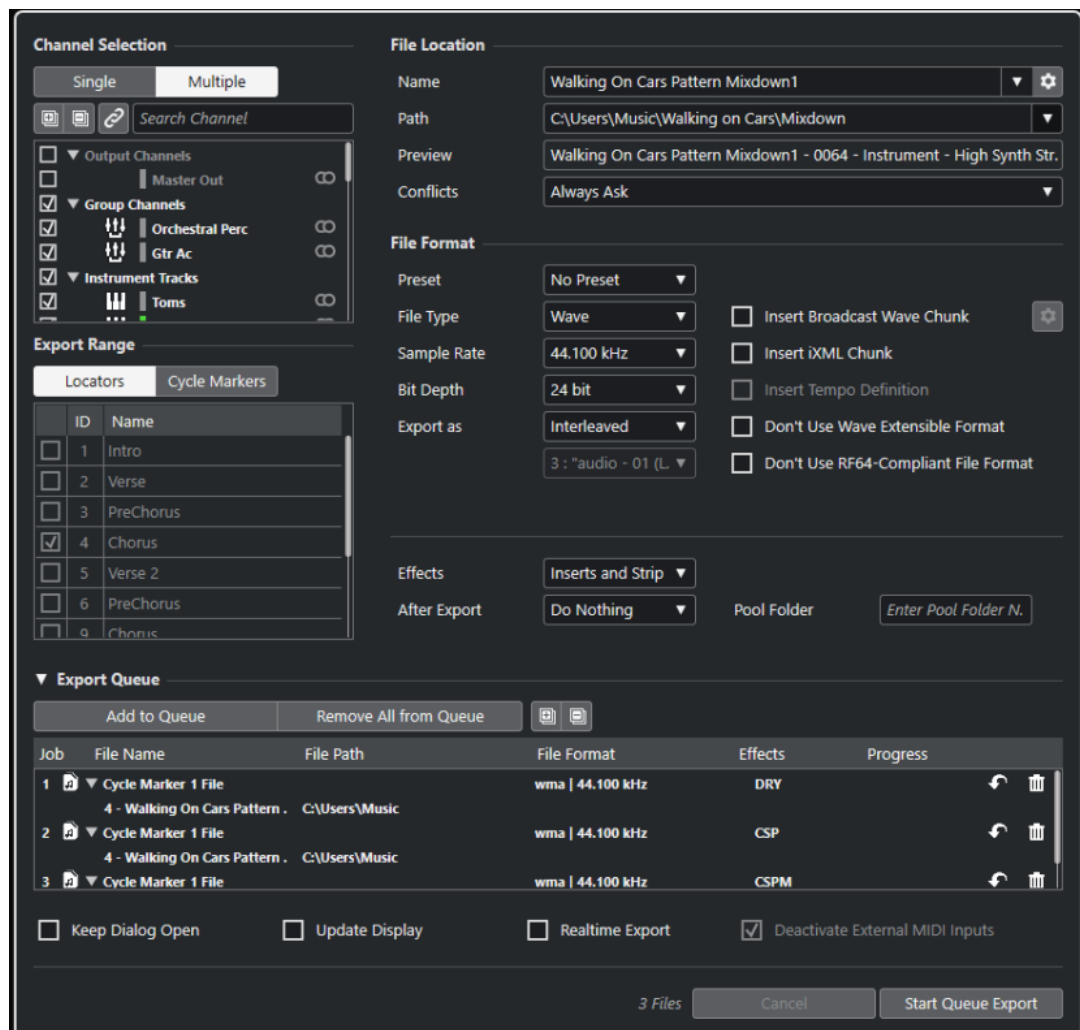 Channel Selection
Single Multiple
Search Channel
Output Channels
Master Out
Group Channels
Orchestral Perc
Gtr Ac
Instrument Tracks
Toms
Export Range
Locators Cycle Markers
ID Name
1 Intro
2 Verse
3 PreChorus
4 Chorus
5 Verse 2
6 PreChorus
9 Chorus
File Location
Name Walking On Cars Pattern Mixdown1
Path C:\Users\Music\Walking on Cars\Mixdown
Preview Walking On Cars Pattern Mixdown1 - 0064 - Instrument - High Synth Str.
Conflicts Always Ask
File Format
Preset No Preset
File Type Wave Insert Broadcast Wave Chunk
Sample Rate 44.100 kHz Insert iXML Chunk
Bit Depth 24 bit Insert Tempo Definition
Export as Interleaved Don't Use Wave Extensible Format
3 : "audio - 01 (L. Don't Use RF64-Compliant File Format
Effects Inserts and Strip
After Export Do Nothing Pool Folder Enter Pool Folder N.
Export Queue
Add to Queue Remove All from Queue
Job File Name File Path File Format Effects Progress
1 Cycle Marker 1 File wma | 44.100 kHz DRY
4 - Walking On Cars Pattern . C:\Users\Music
2 Cycle Marker 1 File wma | 44.100 kHz CSP
4 - Walking On Cars Pattern . C:\Users\Music
3 Cycle Marker 1 File wma | 44.100 kHz CSPM
Keep Dialog Open Update Display Realtime Export Deactivate External MIDI Inputs
3 Files Cancel Start Queue Export